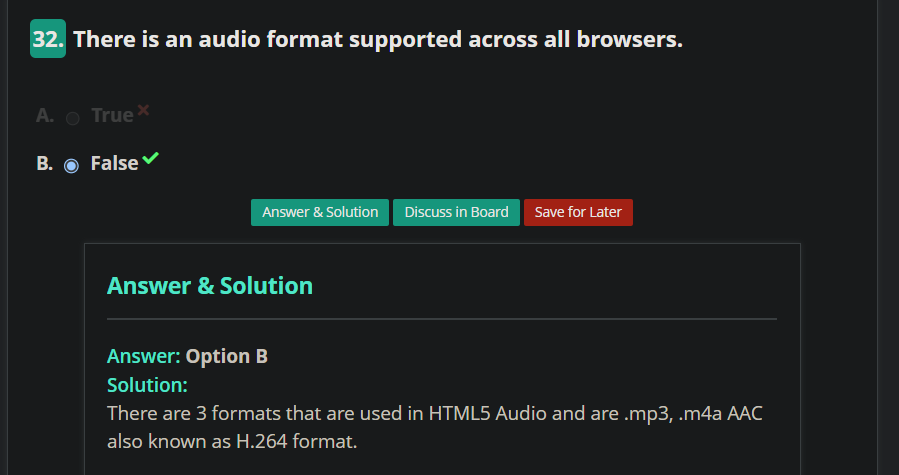 32. There is an audio format supported across all browsers.
A. True
B. False
Answer & Solution Discuss in Board Save for Later
Answer & Solution
Answer: Option B
Solution:
There are 3 formats that are used in HTML5 Audio and are .mp3, .m4a AAC
also known as H.264 format.